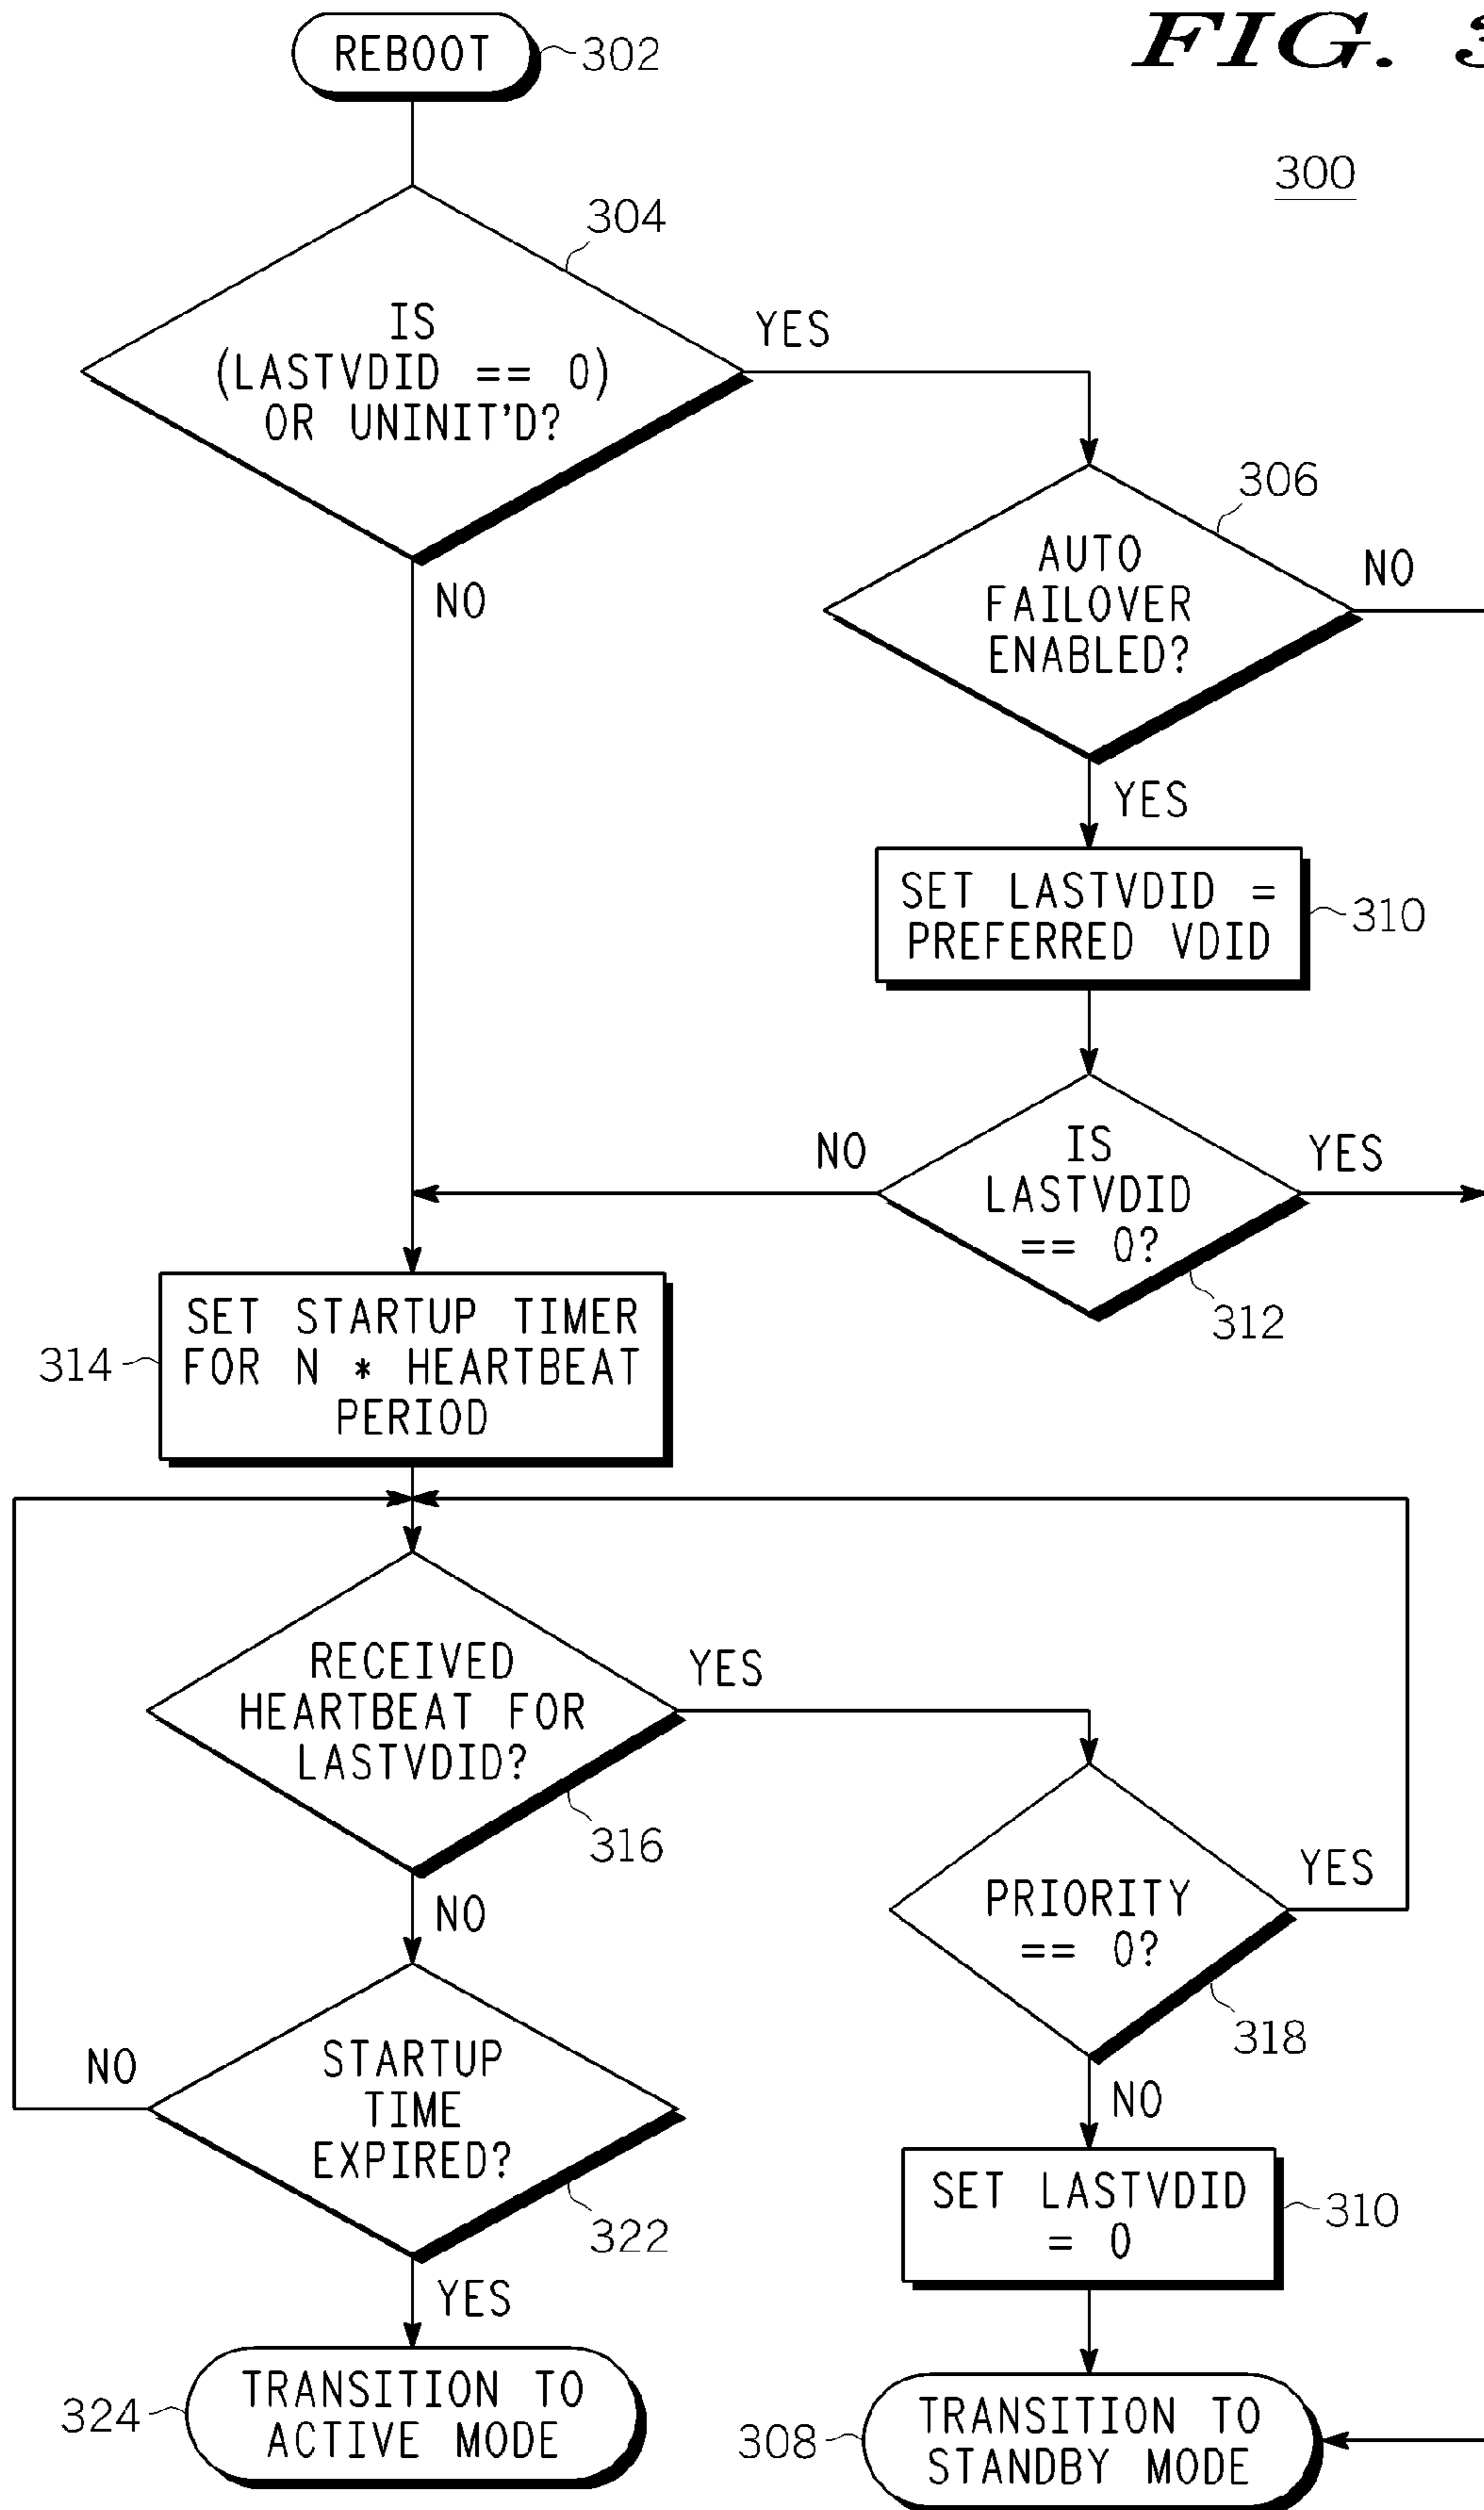 FIG. 3
300
REBOOT
302
304
IS
(LASTVDID == 0)
OR UNINIT'D?
YES
NO
306
AUTO
FAILOVER
ENABLED?
NO
YES
SET LASTVDID =
PREFERRED VDID
310
IS
LASTVDID
== 0?
NO
YES
312
SET STARTUP TIMER
FOR N * HEARTBEAT
PERIOD
314
RECEIVED
HEARTBEAT FOR
LASTVDID?
YES
316
NO
PRIORITY
== 0?
YES
318
NO
STARTUP
TIME
EXPIRED?
NO
322
YES
SET LASTVDID
= 0
310
TRANSITION TO
ACTIVE MODE
324
TRANSITION TO
STANDBY MODE
308